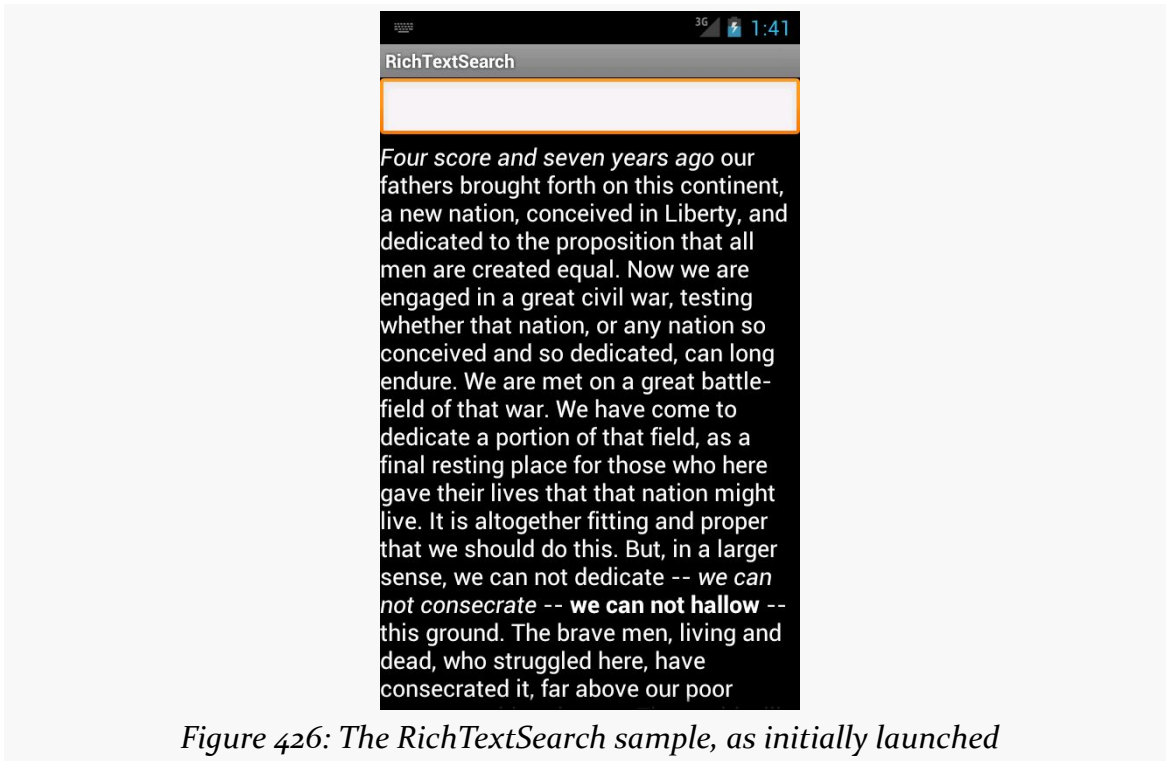 3G 1:41
RichTextSearch
Four score and seven years ago our
fathers brought forth on this continent,
a new nation, conceived in Liberty, and
dedicated to the proposition that all
men are created equal. Now we are
engaged in a great civil war, testing
whether that nation, or any nation so
conceived and so dedicated, can long
endure. We are met on a great battle-
field of that war. We have come to
dedicate a portion of that field, as a
final resting place for those who here
gave their lives that that nation might
live. It is altogether fitting and proper
that we should do this. But, in a larger
sense, we can not dedicate -- we can
not consecrate -- we can not hallow --
this ground. The brave men, living and
dead, who struggled here, have
consecrated it, far above our poor
Figure 426: The RichTextSearch sample, as initially launched